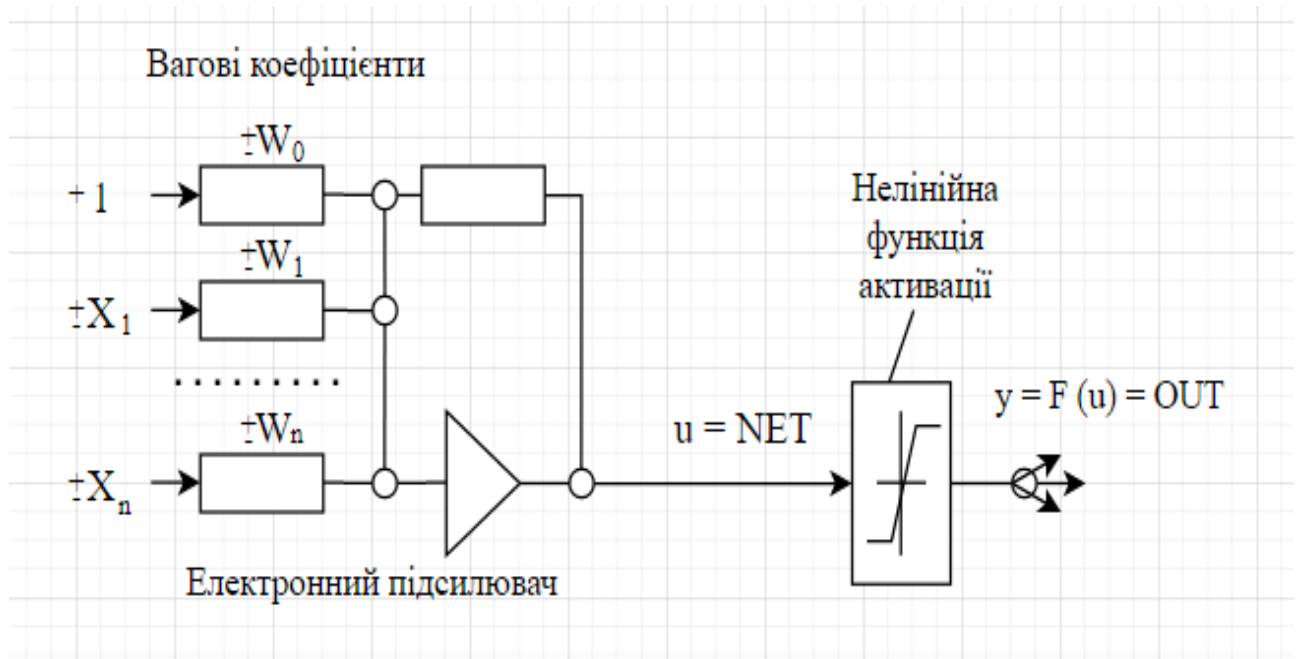 Вагові коефіцієнти
±W₀
+ 1
±W₁
±X₁
.........
±Wₙ
±Xₙ
Електронний підсилювач
u = NET
Нелінійна
функція
активації
y = F (u) = OUT